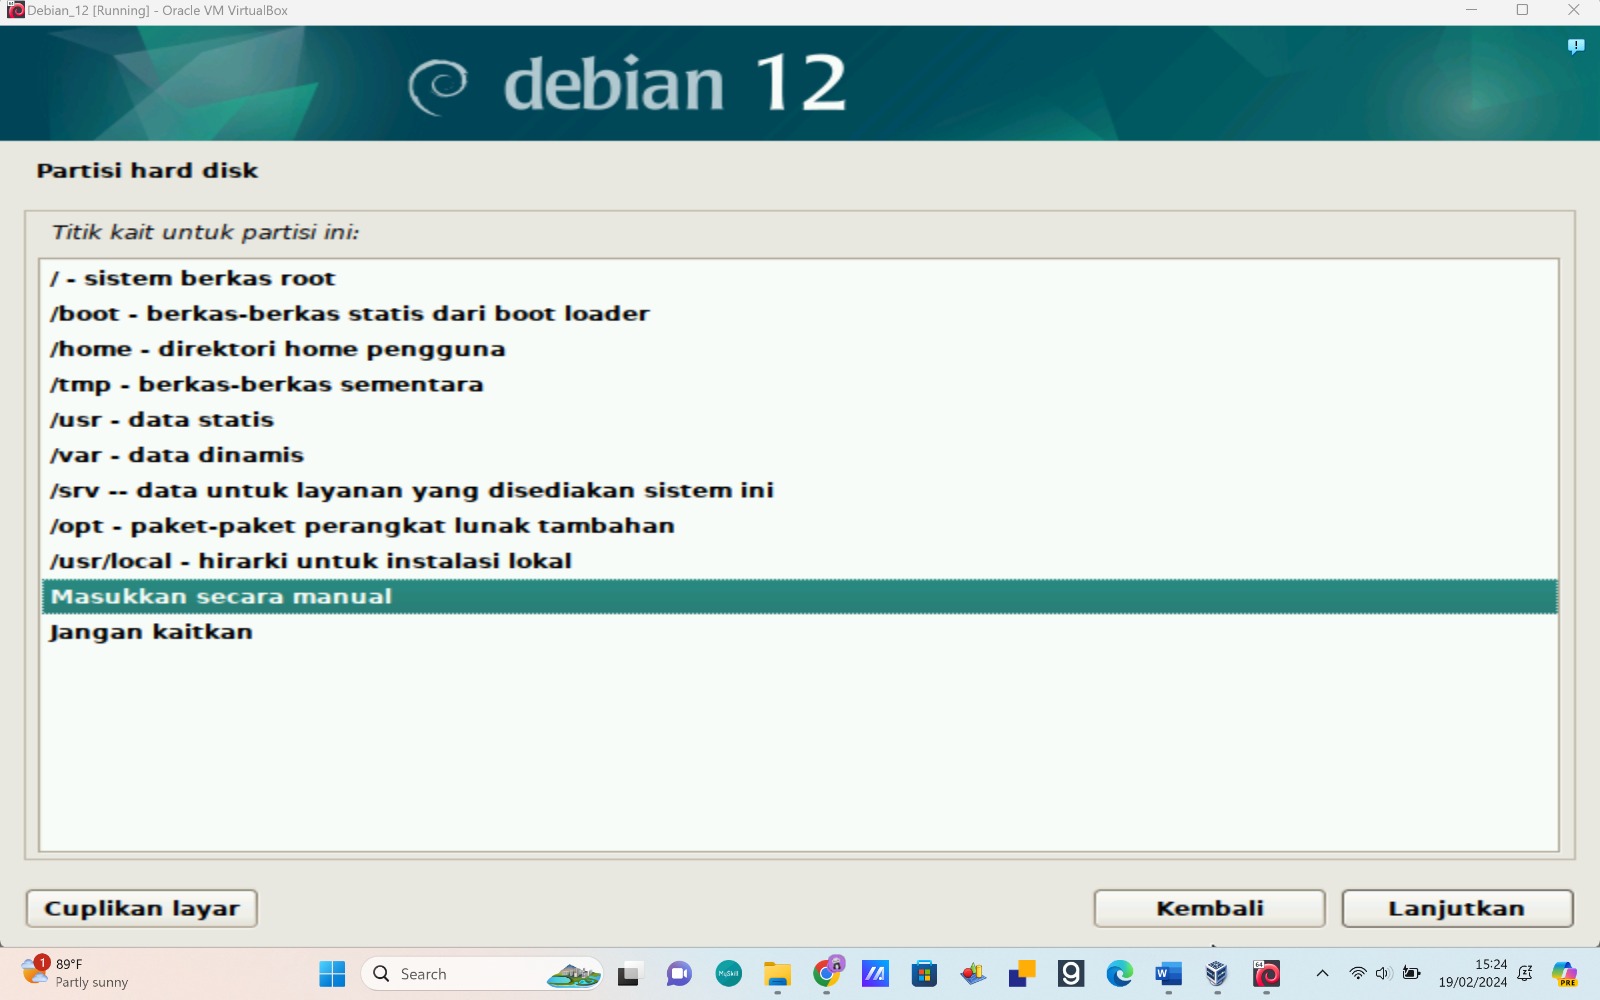 Debian_12 [Running] - Oracle VM VirtualBox
debian 12
Partisi hard disk
Titik kait untuk partisi ini:
/ - sistem berkas root
/boot - berkas-berkas statis dari boot loader
/home - direktori home pengguna
/tmp - berkas-berkas sementara
/usr - data statis
/var - data dinamis
/srv -- data untuk layanan yang disediakan sistem ini
/opt - paket-paket perangkat lunak tambahan
/usr/local - hirarki untuk instalasi lokal
Masukkan secara manual
Jangan kaitkan
Cuplikan layar
Kembali
Lanjutkan
1
89°F
Partly sunny
Search
MySkill
W
64
15:24
19/02/2024
PRE